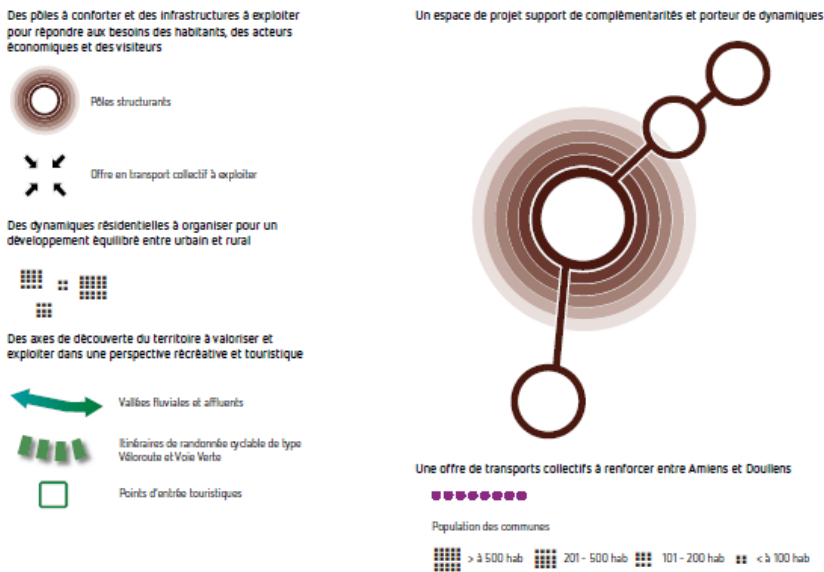 Des pôles à conforter et des infrastructures à exploiter
pour répondre aux besoins des habitants, des acteurs
économiques et des visiteurs
Pôles structurants
Offre en transport collectif à exploiter
Des dynamiques résidentielles à organiser pour un
développement équilibré entre urbain et rural
Des axes de découverte du territoire à valoriser et
exploiter dans une perspective récréative et touristique
Vallées fluviales et affluents
Itinéraires de randonnée cyclable de type
Véloroute et Voie Verte
Points d'entrée touristiques
Un espace de projet support de complémentarités et porteur de dynamiques
Une offre de transports collectifs à renforcer entre Amiens et Doullens
Population des communes
> à 500 hab 201 - 500 hab 101 - 200 hab < à 100 hab